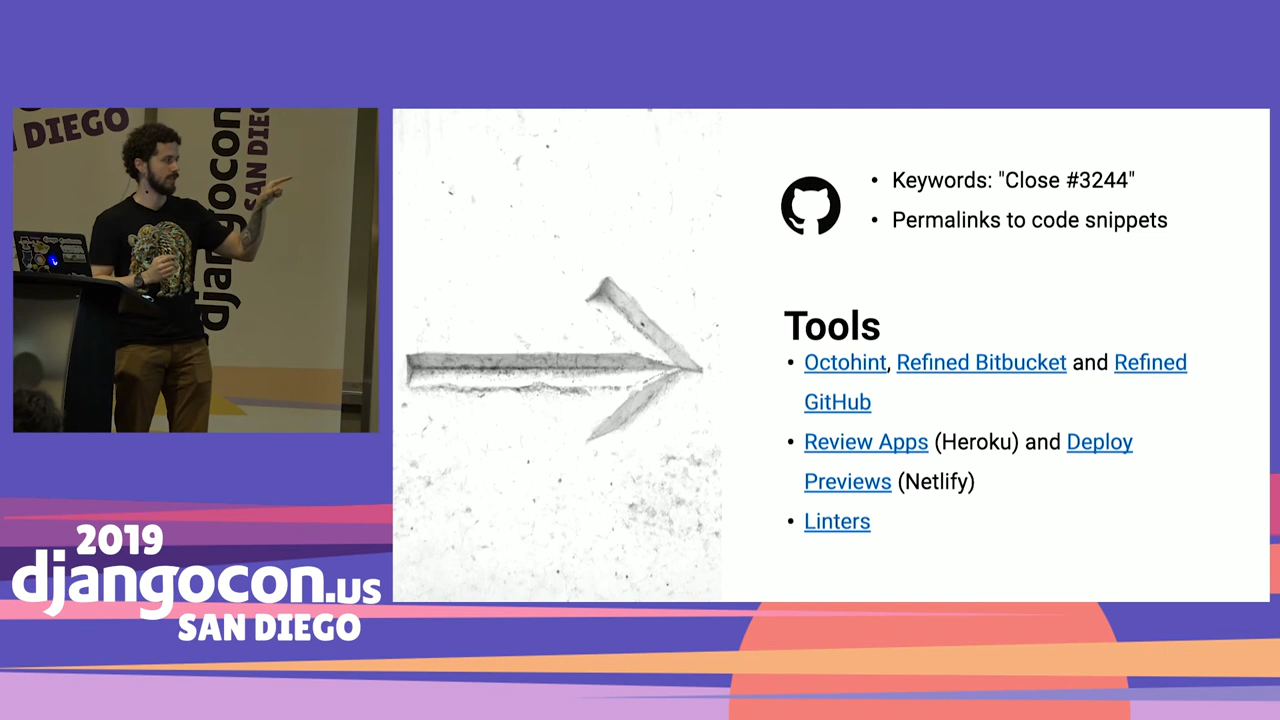 DIEGO
SAN DIEGO
djangocon
Keywords: "Close #3244"
Permalinks to code snippets
Tools
Octohint, Refined Bitbucket and Refined
GitHub
Review Apps (Heroku) and Deploy
Previews (Netlify)
Linters
2019
djangocon.us
SAN DIEGO